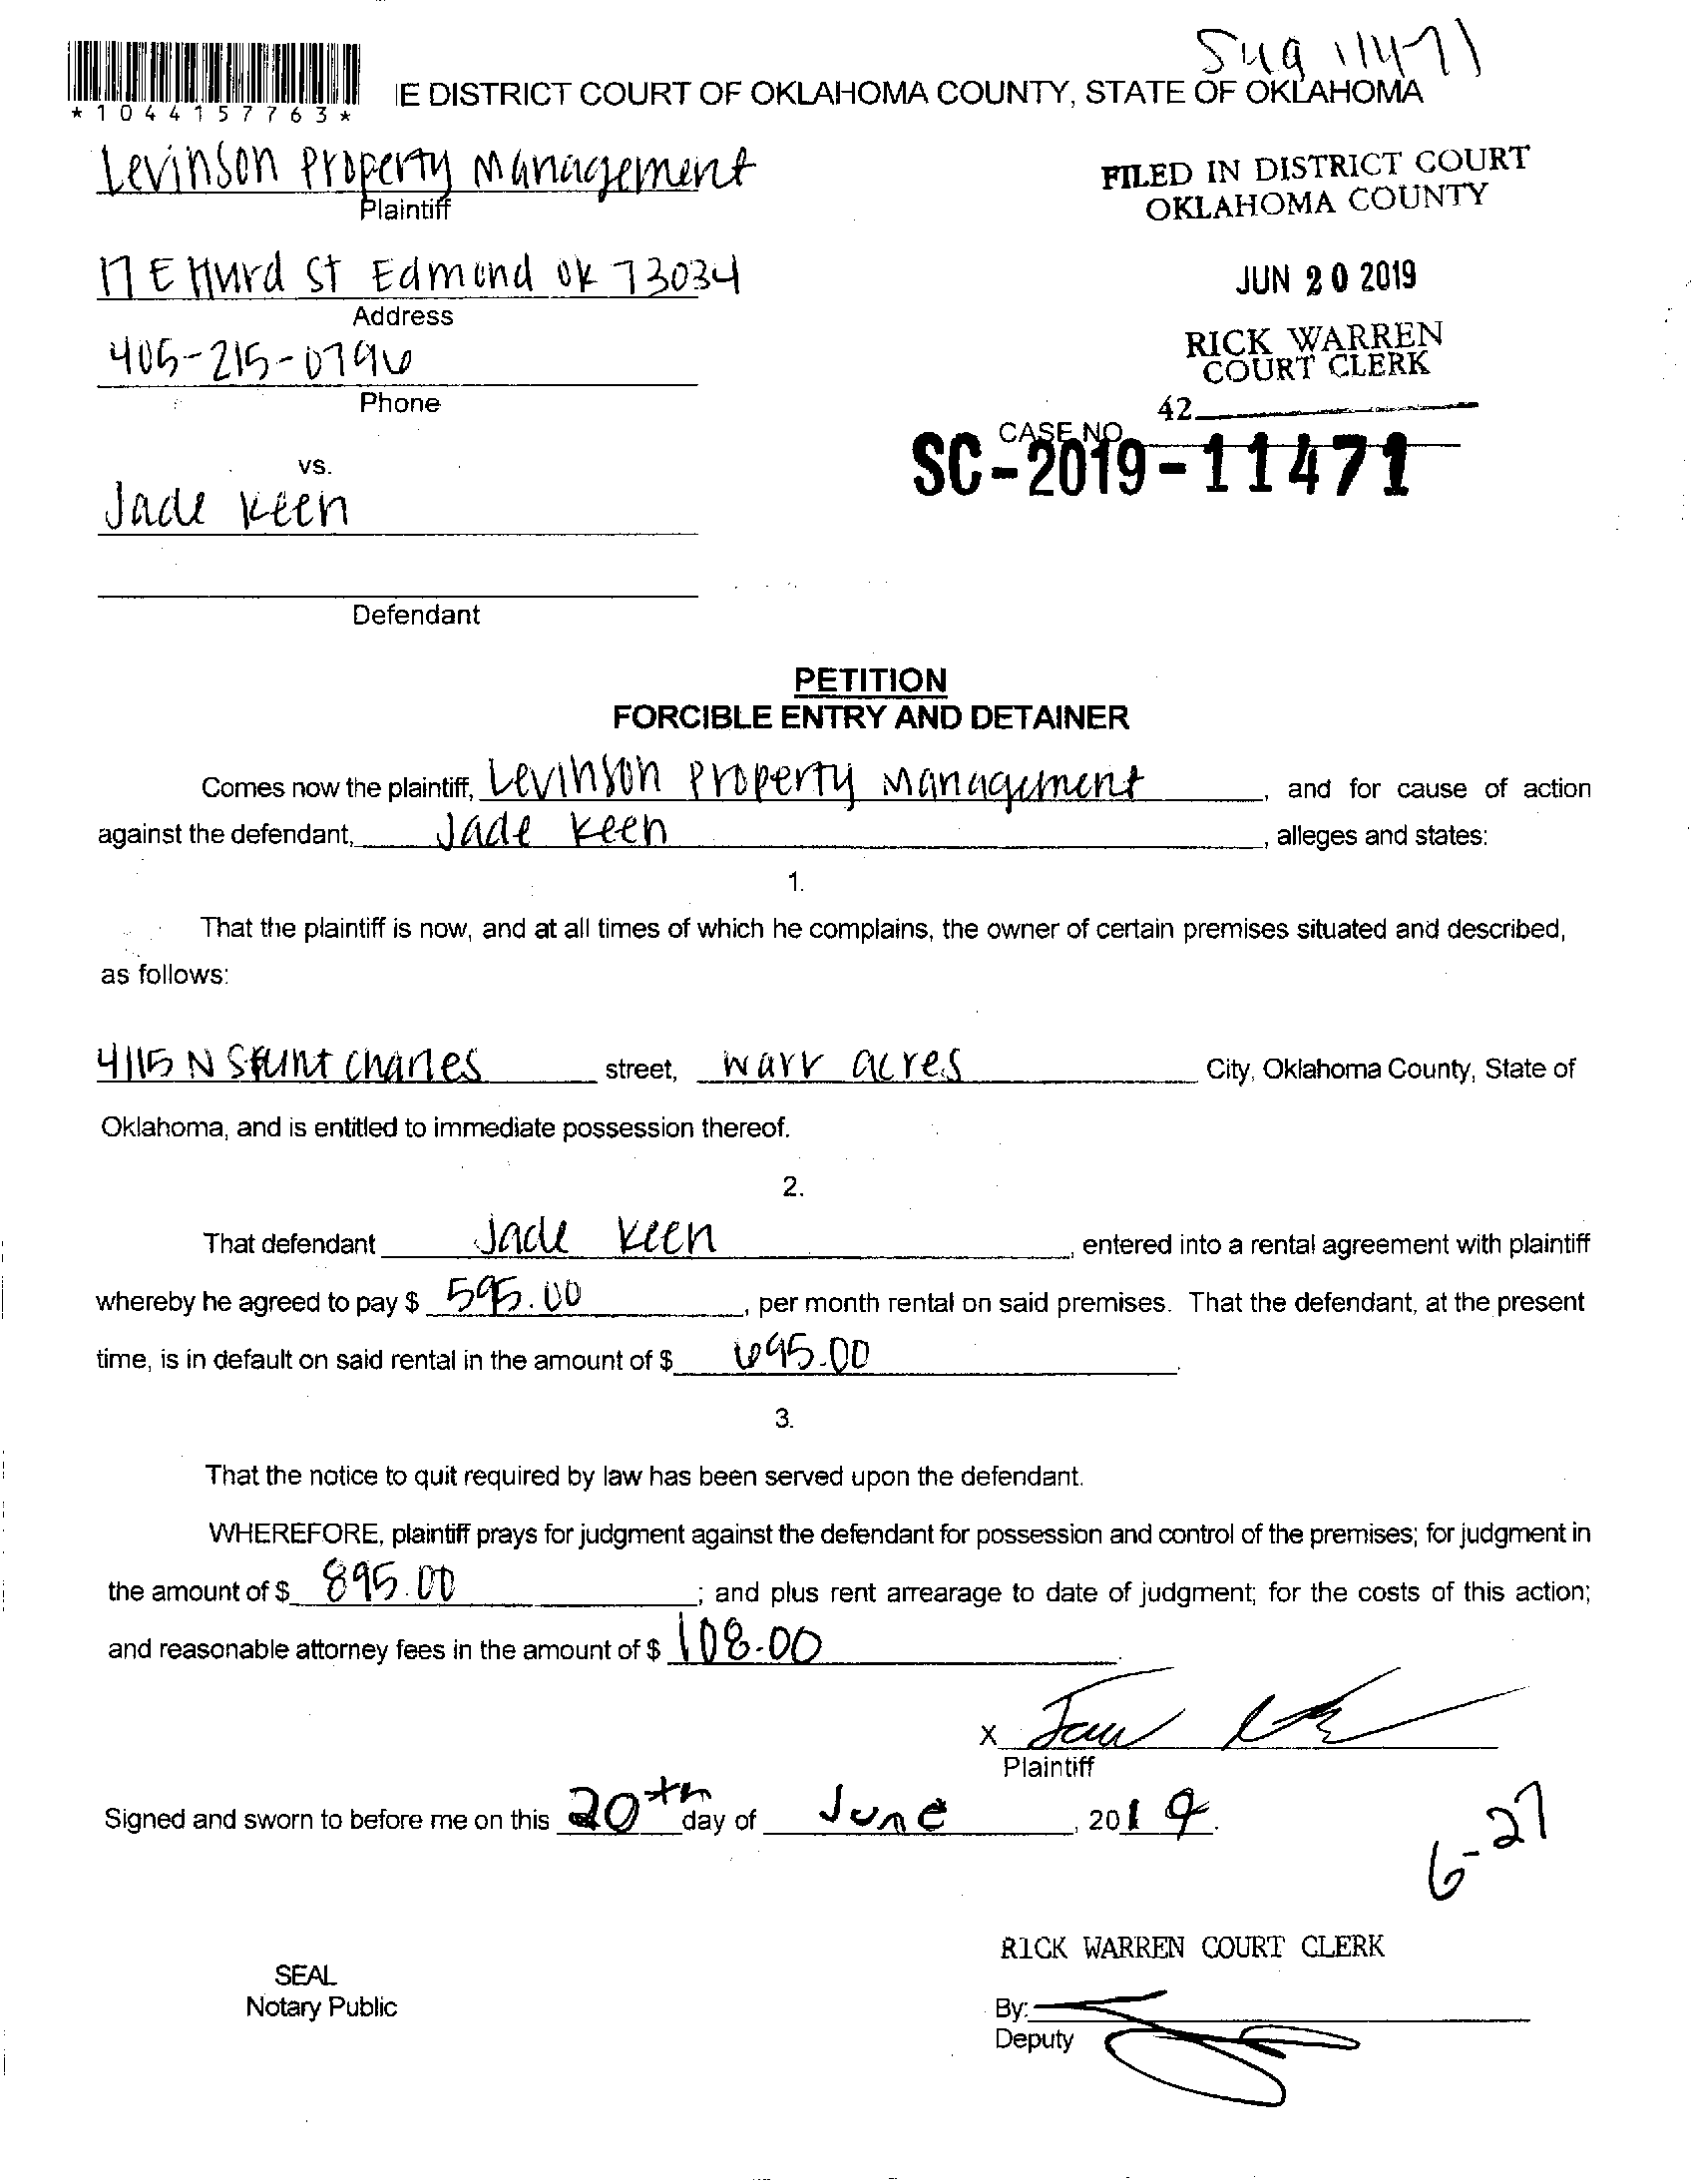 Sug 11471
*1044157763*
IE DISTRICT COURT OF OKLAHOMA COUNTY, STATE OF OKLAHOMA
Levinson Property Management
Plaintiff
FILED IN DISTRICT COURT
OKLAHOMA COUNTY
17 E Hurd St Edmond OK 73034
Address
JUN 20 2019
405-215-0796
Phone
RICK WARREN
COURT CLERK
42
CASE NO.
SC-2019-11471
vs.
Jade Keen
Defendant
PETITION
FORCIBLE ENTRY AND DETAINER
Comes now the plaintiff, Levinson Property Management, and for cause of action
against the defendant, Jade Keen, alleges and states:
1.
That the plaintiff is now, and at all times of which he complains, the owner of certain premises situated and described,
as follows:
4115 N Saint Charles street, Warr acres City, Oklahoma County, State of
Oklahoma, and is entitled to immediate possession thereof.
2.
That defendant Jade Keen, entered into a rental agreement with plaintiff
whereby he agreed to pay $ 595.00, per month rental on said premises. That the defendant, at the present
time, is in default on said rental in the amount of $ 695.00.
3.
That the notice to quit required by law has been served upon the defendant.
WHEREFORE, plaintiff prays for judgment against the defendant for possession and control of the premises; for judgment in
the amount of $ 895.00; and plus rent arrearage to date of judgment; for the costs of this action;
and reasonable attorney fees in the amount of $ 108.00.
X
Plaintiff
Signed and sworn to before me on this 20th day of June, 2019.
6-27
RICK WARREN COURT CLERK
SEAL
Notary Public
By:
Deputy